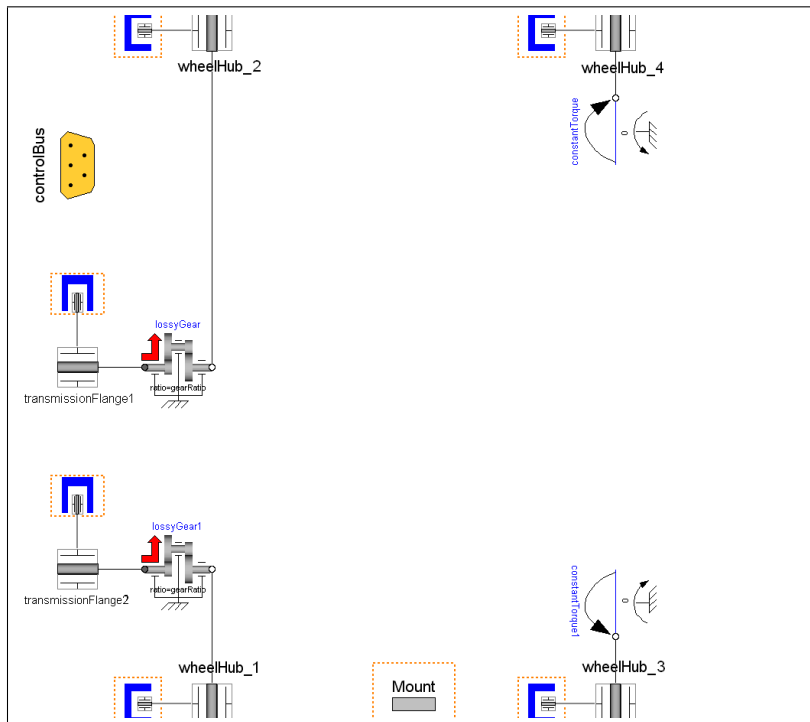 wheelHub_2
wheelHub_4
controlBus
constantTorque
0
lossyGear
ratio=gearRatio
transmissionFlange1
lossyGear1
ratio=gearRatio
transmissionFlange2
constantTorque1
0
wheelHub_1
wheelHub_3
Mount